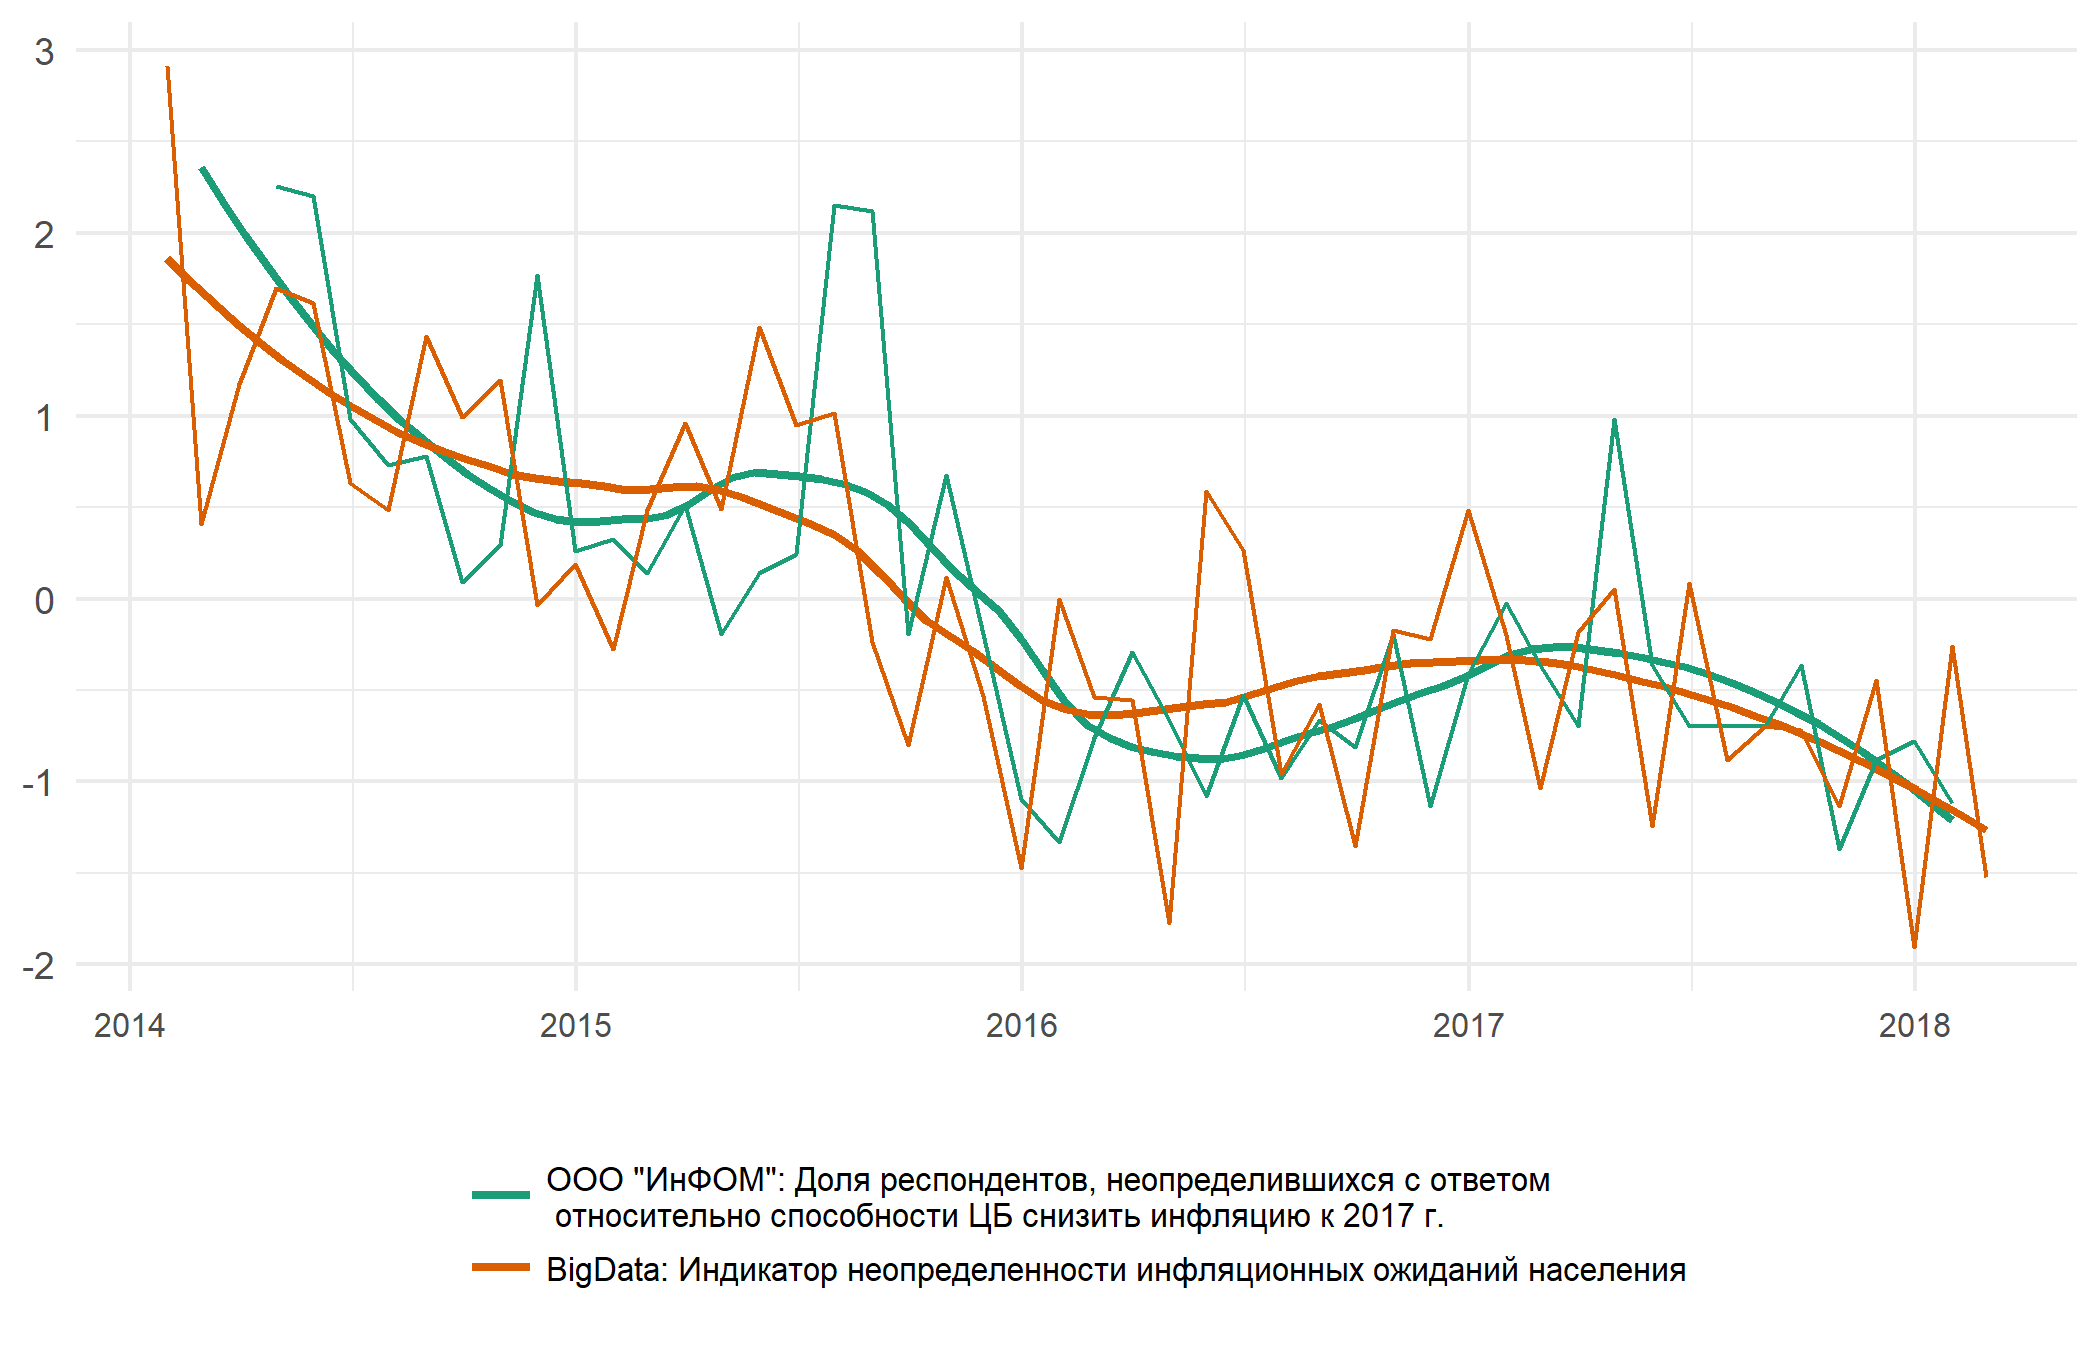 3
2
1
0
-1
-2
2014 2015 2016 2017 2018
ООО "ИнФОМ": Доля респондентов, неопределившихся с ответом
относительно способности ЦБ снизить инфляцию к 2017 г.
BigData: Индикатор неопределенности инфляционных ожиданий населения